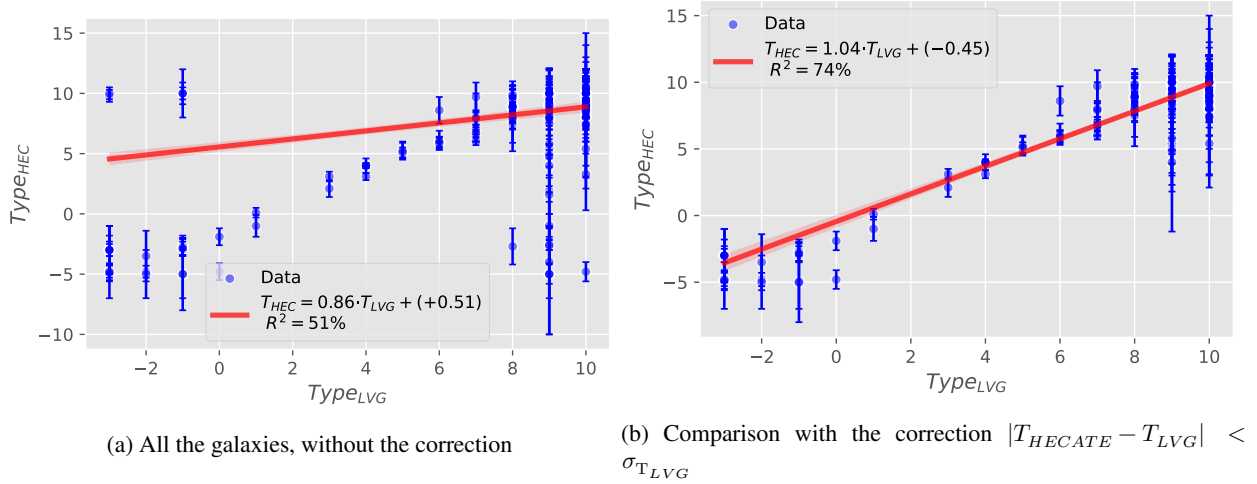 15
10
5
0
−5
−10
Type_HEC
−2
0
2
4
6
8
10
Type_LVG
Data
T_HEC = 0.86·T_LVG + (+0.51)
R² = 51%
(a) All the galaxies, without the correction
15
10
5
0
−5
Type_HEC
−2
0
2
4
6
8
10
Type_LVG
Data
T_HEC = 1.04·T_LVG + (−0.45)
R² = 74%
(b) Comparison with the correction |T_HECATE − T_LVG| <
σ_T_LVG